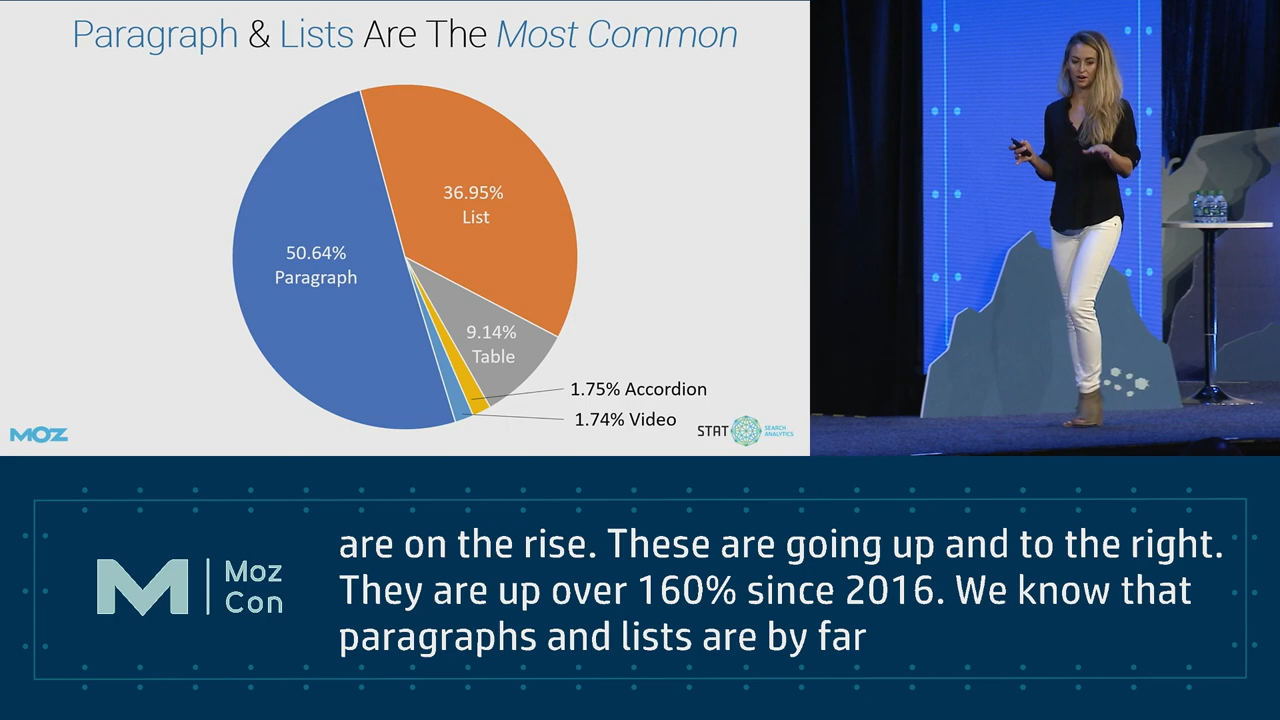 Paragraph & Lists Are The Most Common
36.95%
List
50.64%
Paragraph
9.14%
Table
1.75% Accordion
1.74% Video
MOZ
STAT SEARCH
ANALYTICS
M Moz
Con
are on the rise. These are going up and to the right.
They are up over 160% since 2016. We know that
paragraphs and lists are by far